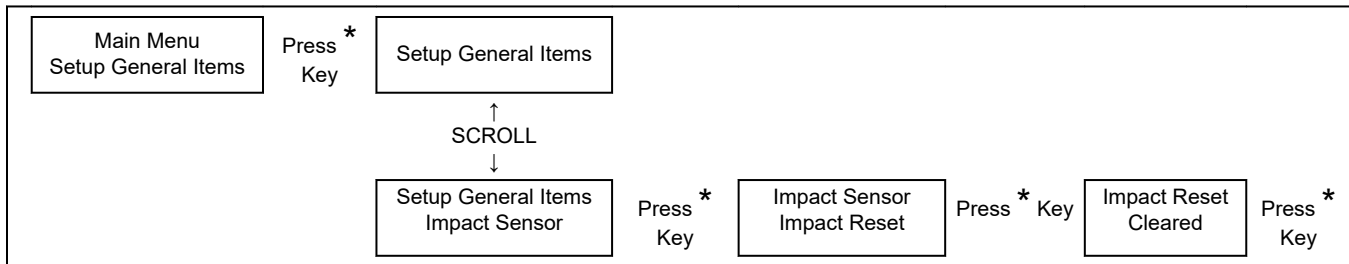 Main Menu
Setup General Items
Press *
Key
Setup General Items
↑
SCROLL
↓
Setup General Items
Impact Sensor
Press *
Key
Impact Sensor
Impact Reset
Press * Key
Impact Reset
Cleared
Press *
Key